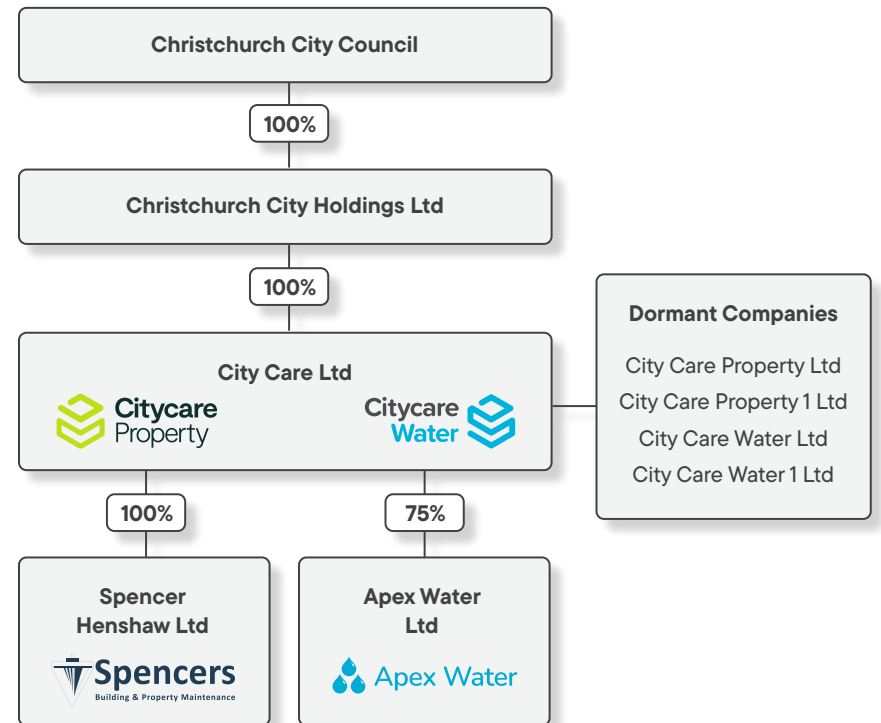 Christchurch City Council
100%
Christchurch City Holdings Ltd
100%
City Care Ltd
Citycare
Property
Citycare
Water
Dormant Companies
City Care Property Ltd
City Care Property 1 Ltd
City Care Water Ltd
City Care Water 1 Ltd
100%
75%
Spencer
Henshaw Ltd
Spencers
Building & Property Maintenance
Apex Water
Ltd
Apex Water